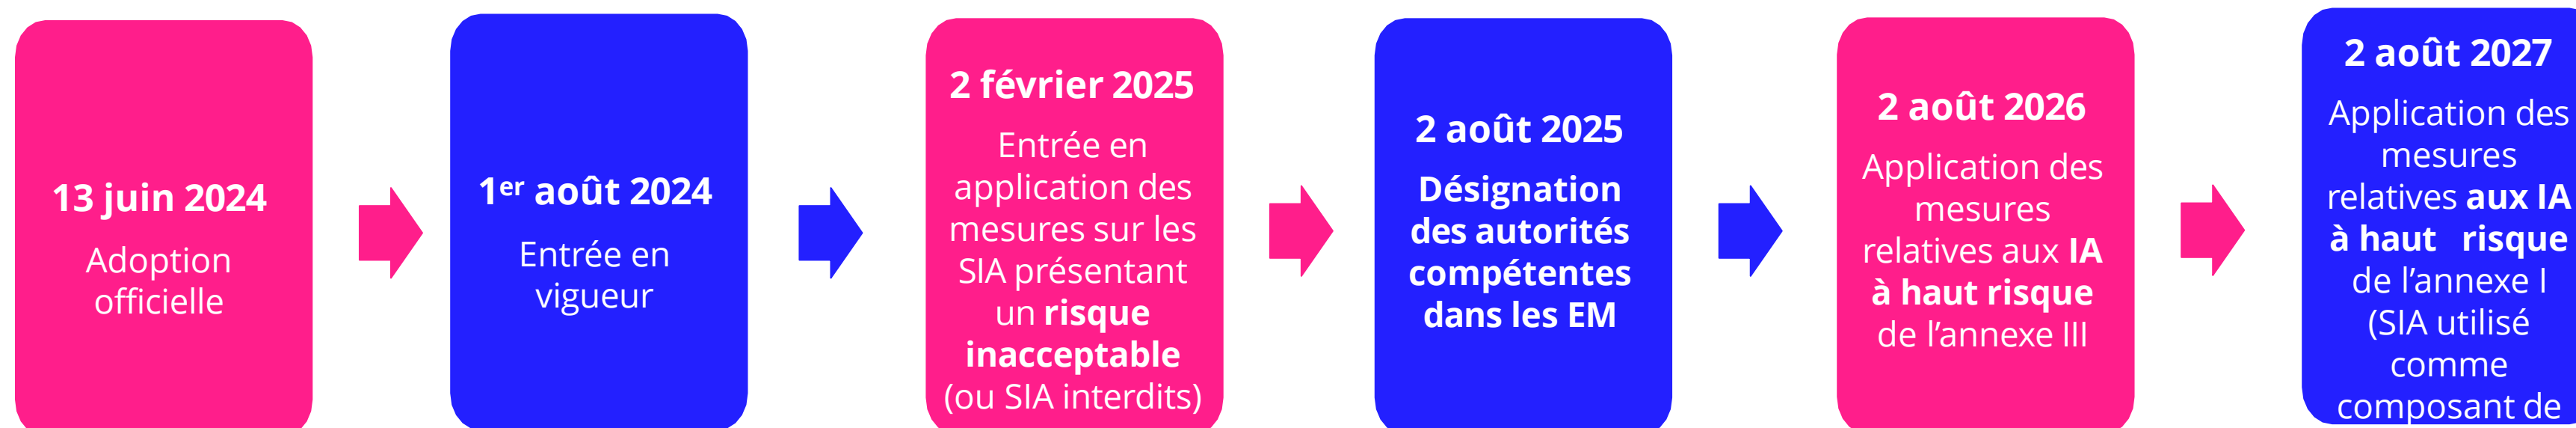 13 juin 2024
Adoption
officielle
1er août 2024
Entrée en
vigueur
2 février 2025
Entrée en
application des
mesures sur les
SIA présentant
un risque
inacceptable
(ou SIA interdits)
2 août 2025
Désignation
des autorités
compétentes
dans les EM
2 août 2026
Application des
mesures
relatives aux IA
à haut risque
de l’annexe III
2 août 2027
Application des
mesures
relatives aux IA
à haut risque
de l’annexe I
(SIA utilisé
comme
composant de